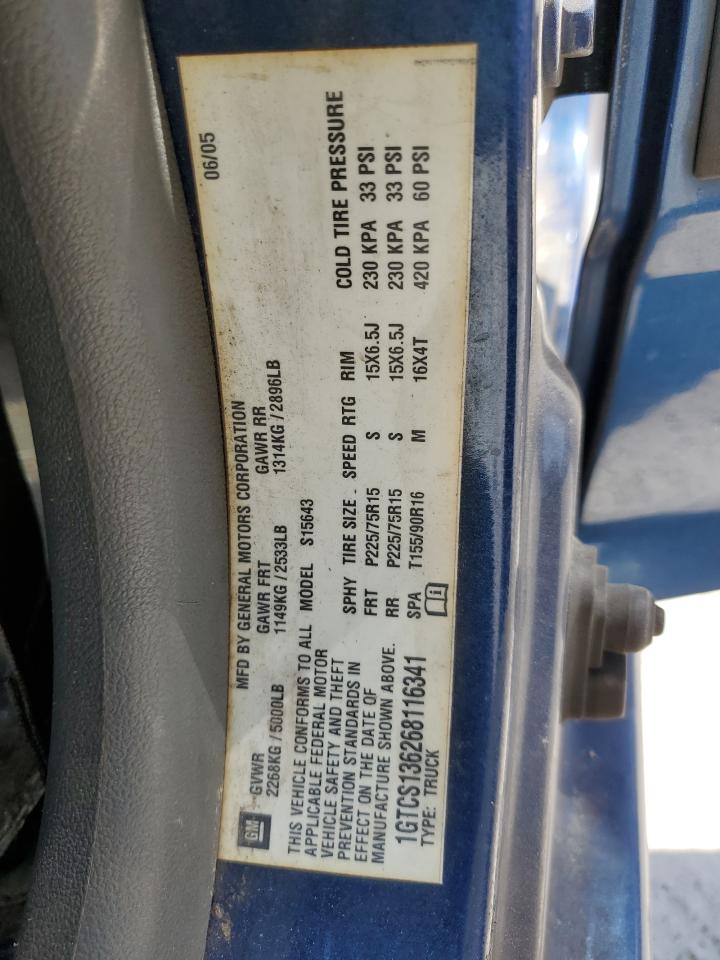 MFD BY GENERAL MOTORS CORPORATION 06/05
GM GVWR GAWR FRT GAWR RR
2268KG/5000LB 1149KG/2533LB 1314KG/2896LB
THIS VEHICLE CONFORMS TO ALL MODEL S15643
APPLICABLE FEDERAL MOTOR
VEHICLE SAFETY AND THEFT
PREVENTION STANDARDS IN
EFFECT ON THE DATE OF
MANUFACTURE SHOWN ABOVE.
SPHY TIRE SIZE SPEED RTG RIM COLD TIRE PRESSURE
FRT P225/75R15 S 15X6.5J 230 KPA 33 PSI
RR P225/75R15 S 15X6.5J 230 KPA 33 PSI
SPA T155/90R16 M 16X4T 420 KPA 60 PSI
1GTCS136268116341
TYPE: TRUCK